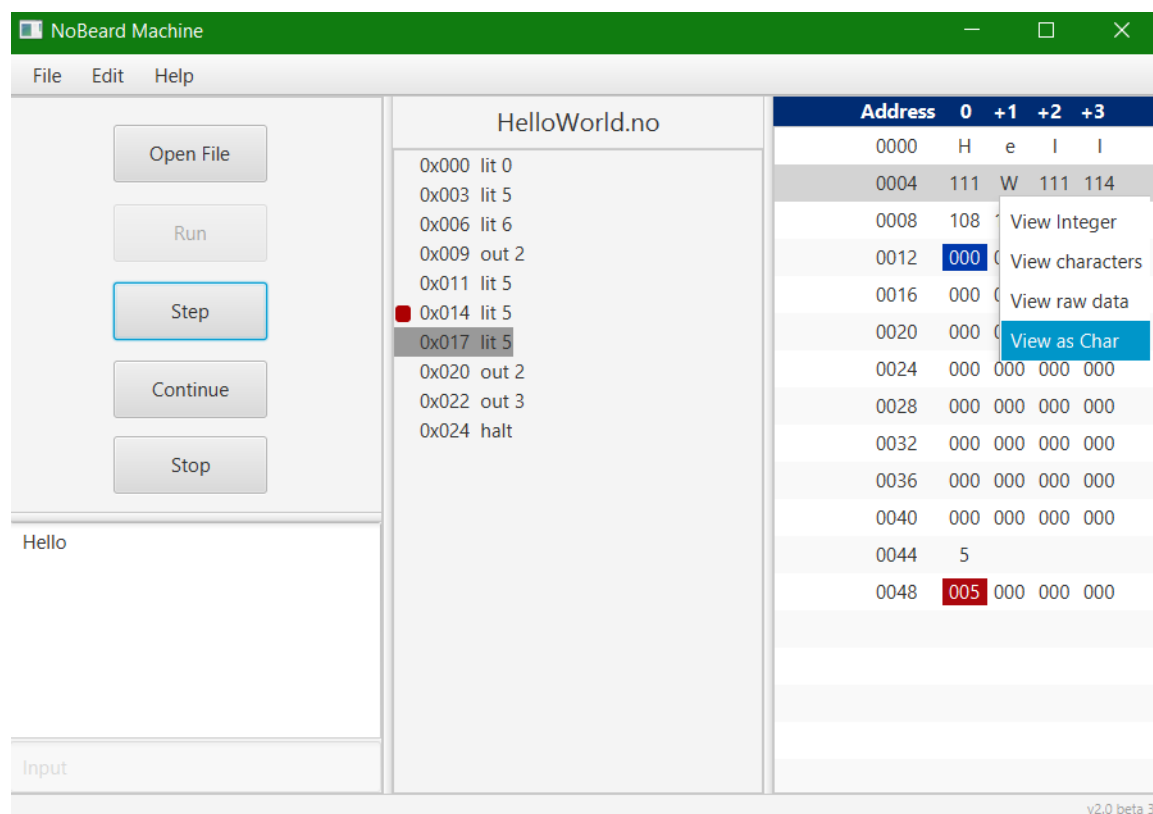 NoBeard Machine
File Edit Help
Open File
Run
Step
Continue
Stop
Hello
Input
HelloWorld.no
0x000 lit 0
0x003 lit 5
0x006 lit 6
0x009 out 2
0x011 lit 5
0x014 lit 5
0x017 lit 5
0x020 out 2
0x022 out 3
0x024 halt
Address 0 +1 +2 +3
0000 H e l l
0004 111 W 111 114
0008 108
0012 000
0016 000
0020 000
0024 000 000 000 000
0028 000 000 000 000
0032 000 000 000 000
0036 000 000 000 000
0040 000 000 000 000
0044 5
0048 005 000 000 000
View Integer
View characters
View raw data
View as Char
v2.0 beta 3